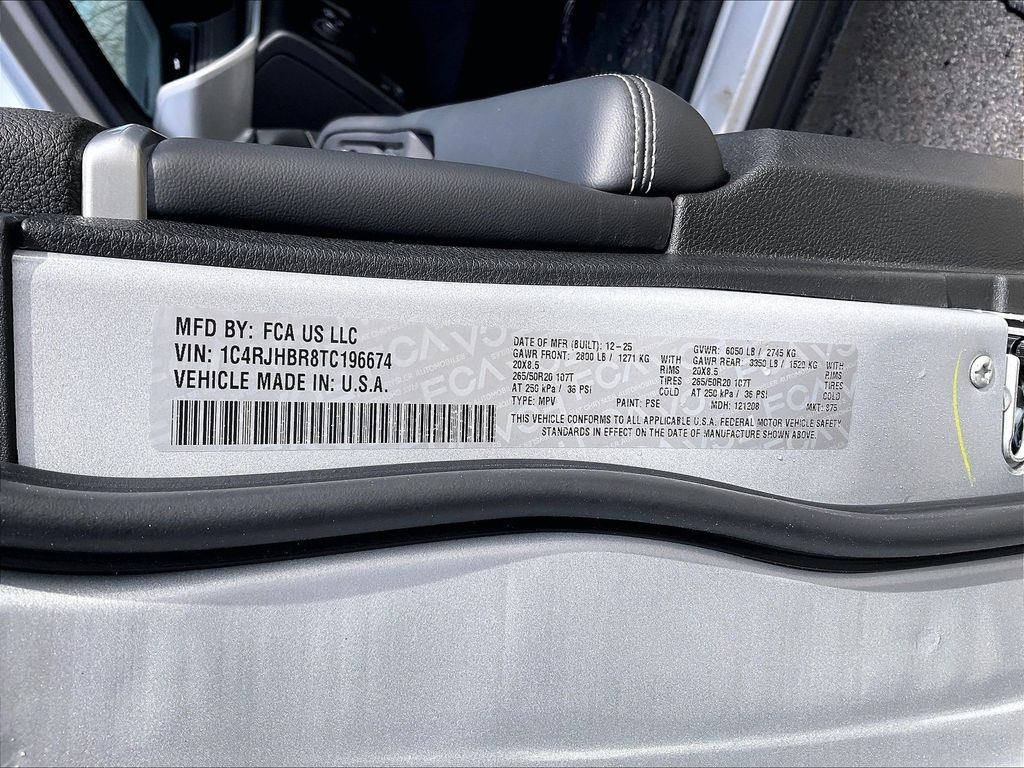 MFD BY: FCA US LLC
VIN: 1C4RJHBR8TC196674
VEHICLE MADE IN: U.S.A.
DATE OF MFR (BUILT): 12-25
GAWR FRONT: 2800 LB / 1271 KG WITH
20X8.5 RIMS
265/50R20 107T TIRES
AT 250 kPa / 36 PSI COLD
TYPE: MPV
GVWR: 6050 LB / 2745 KG
GAWR REAR: 3350 LB / 1520 KG WITH
20X8.5 RIMS
265/50R20 107T TIRES
AT 250 kPa / 36 PSI COLD
PAINT: PSE MDH: 121208 MKT: 875
THIS VEHICLE CONFORMS TO ALL APPLICABLE U.S.A. FEDERAL MOTOR VEHICLE SAFETY
STANDARDS IN EFFECT ON THE DATE OF MANUFACTURE SHOWN ABOVE.